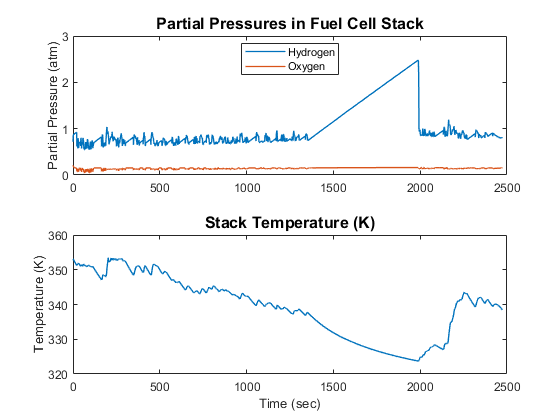 Partial Pressures in Fuel Cell Stack
3
2
1
0
Partial Pressure (atm)
Hydrogen
Oxygen
0 500 1000 1500 2000 2500
Stack Temperature (K)
360
350
340
330
320
Temperature (K)
0 500 1000 1500 2000 2500
Time (sec)